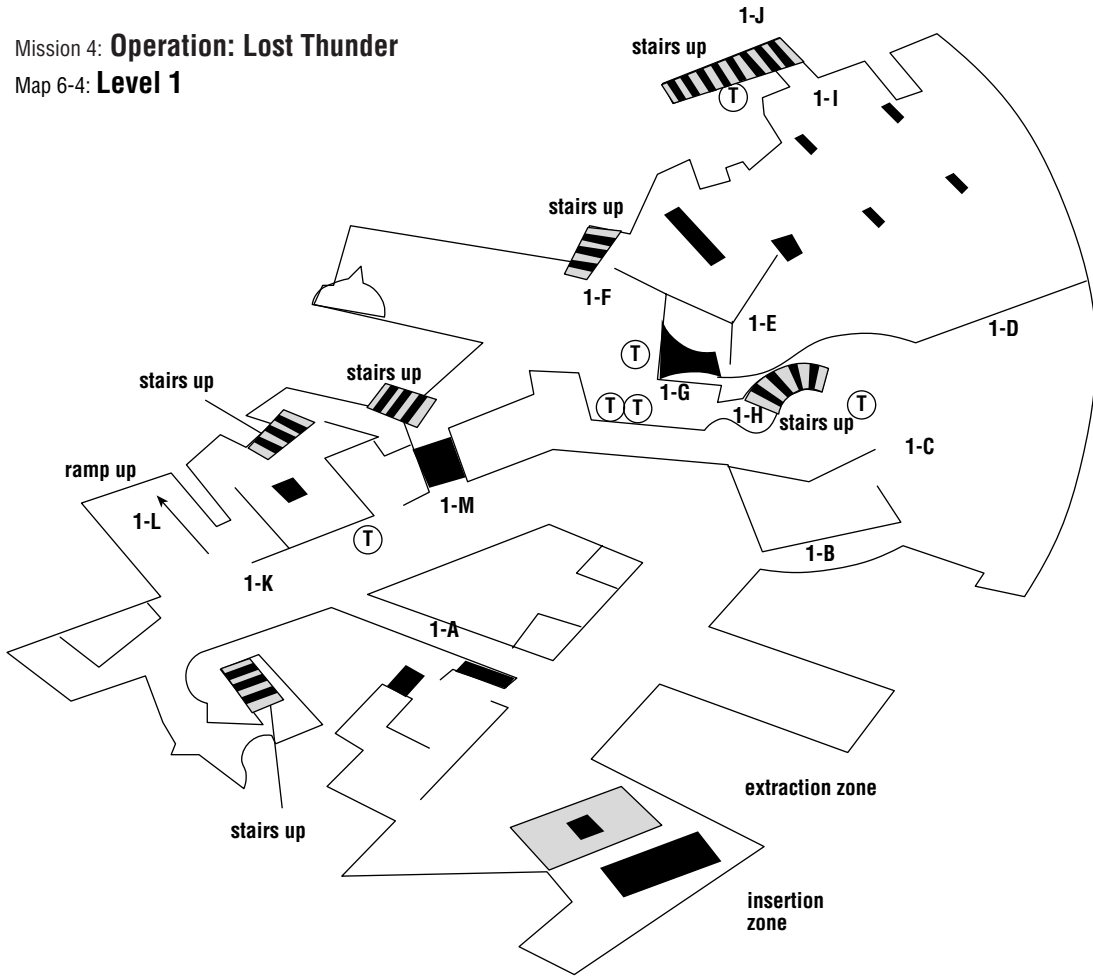 Mission 4: Operation: Lost Thunder
Map 6-4: Level 1
1-J
stairs up
T
1-I
stairs up
1-F
1-E
1-D
T
stairs up
stairs up
1-G
T
T
1-H
stairs up
T
1-C
ramp up
1-L
1-M
T
1-B
1-K
1-A
extraction zone
stairs up
insertion
zone